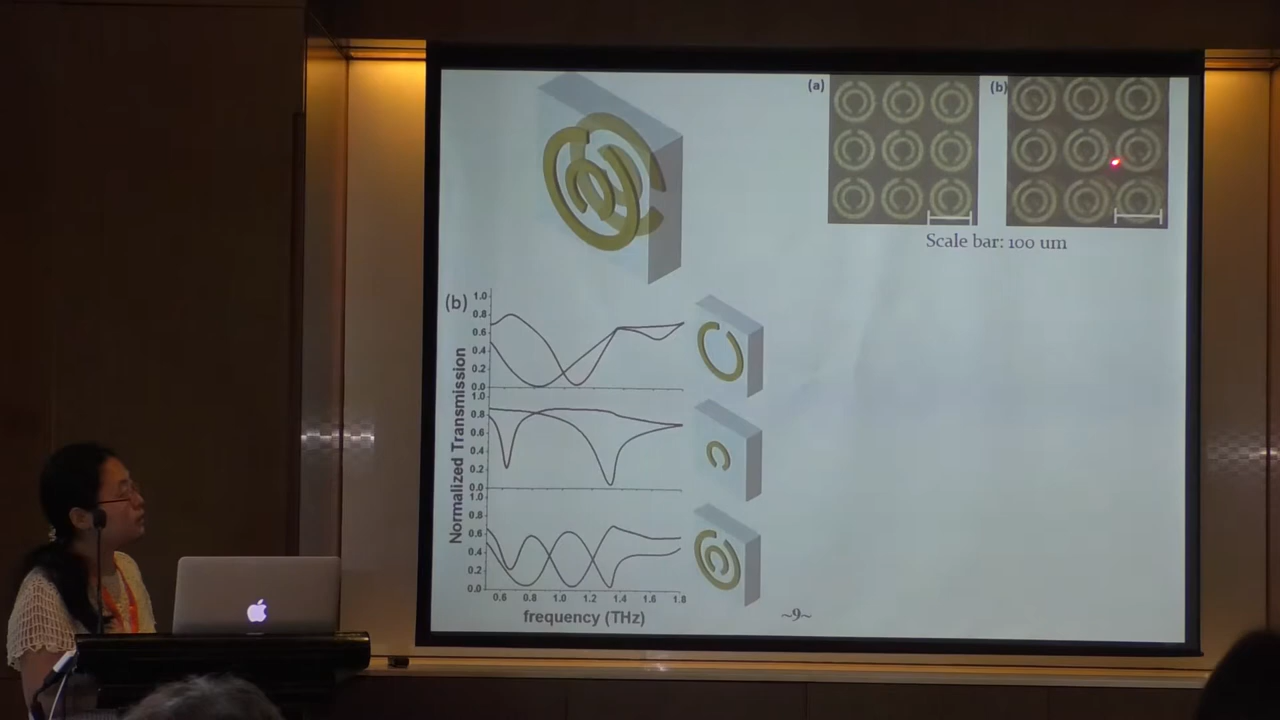 (a)
(b)
Scale bar: 100 um
(b)
Normalized Transmission
1.0
0.8
0.6
0.4
0.2
0.0
1.0
0.8
0.6
0.4
0.2
0.0
1.0
0.8
0.6
0.4
0.2
0.0
0.6 0.8 1.0 1.2 1.4 1.6 1.8
frequency (THz)
~9~